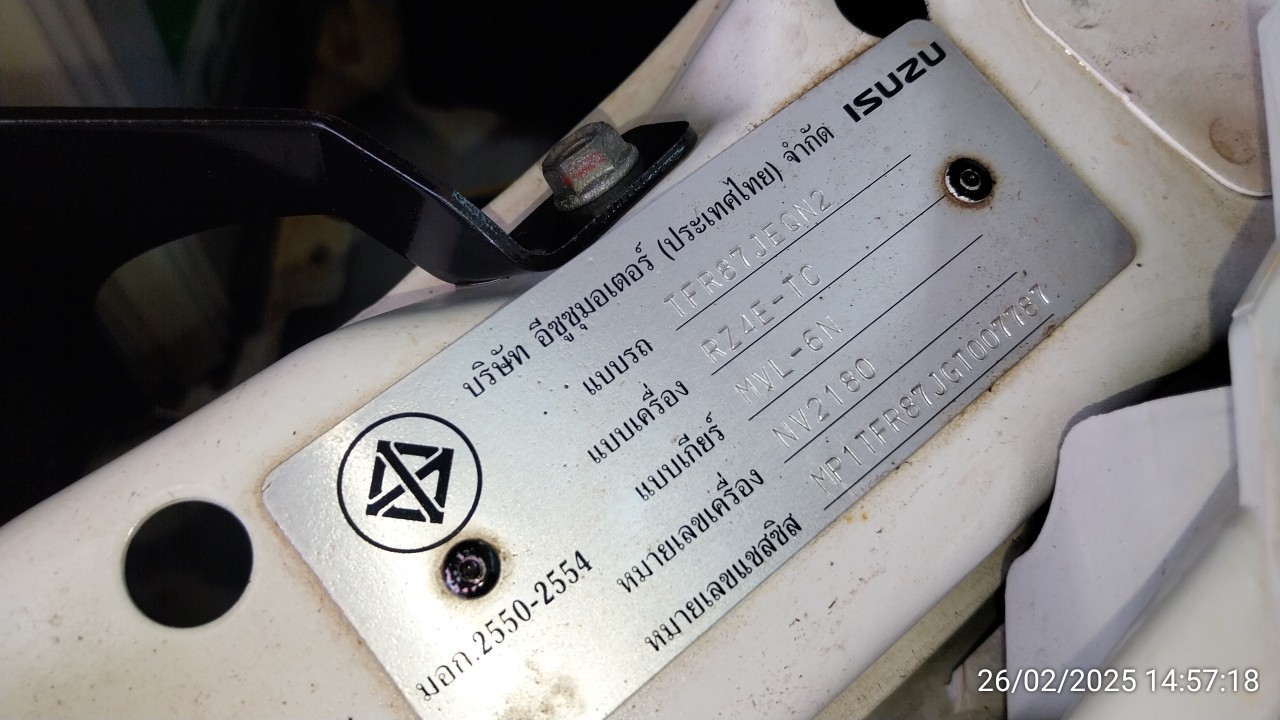 ISUZU
บริษัท อีซูซุมอเตอร์ (ประเทศไทย) จำกัด
แบบรถ TFR87JEQN2
แบบเครื่อง RZ4E-TC
แบบเกียร์ MVL-6N
หมายเลขเครื่อง NV2180
หมายเลขแชสซิส MP1TFR87JGT007787
มอก.2550-2554
26/02/2025 14:57:18